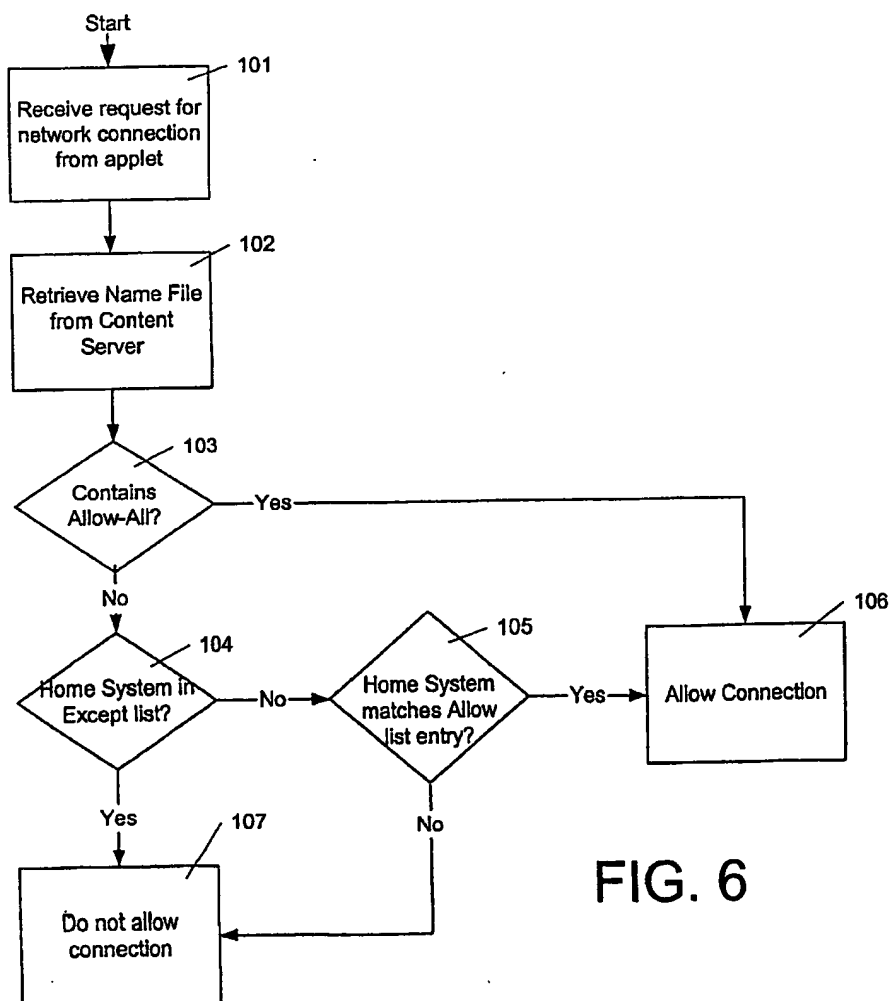 Start
101
Receive request for
network connection
from applet
102
Retrieve Name File
from Content
Server
103
Contains
Allow-All?
Yes
No
104
Home System in
Except list?
No
105
Home System
matches Allow
list entry?
Yes
106
Allow Connection
Yes
No
107
Do not allow
connection
FIG. 6